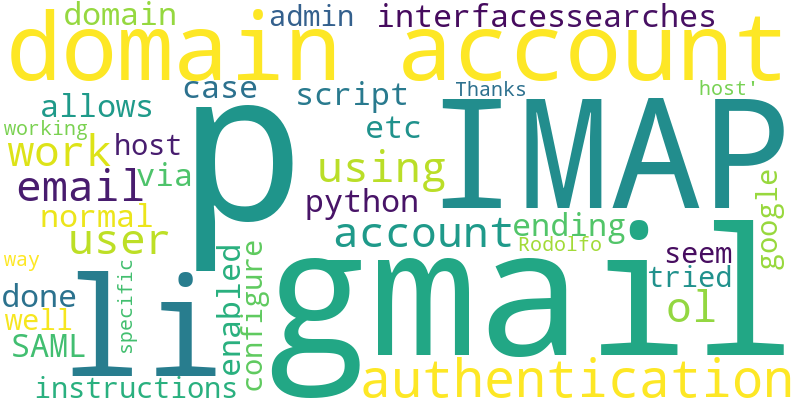 domain admin interfacessearches
domain account
case script Thanks host'
allows etc
p IMAP
working
work host using
email via python
normal account ending
user Rodolfo seem google
way li gmail tried
done specific enabled configure ol
well
SAML authentication
instructions